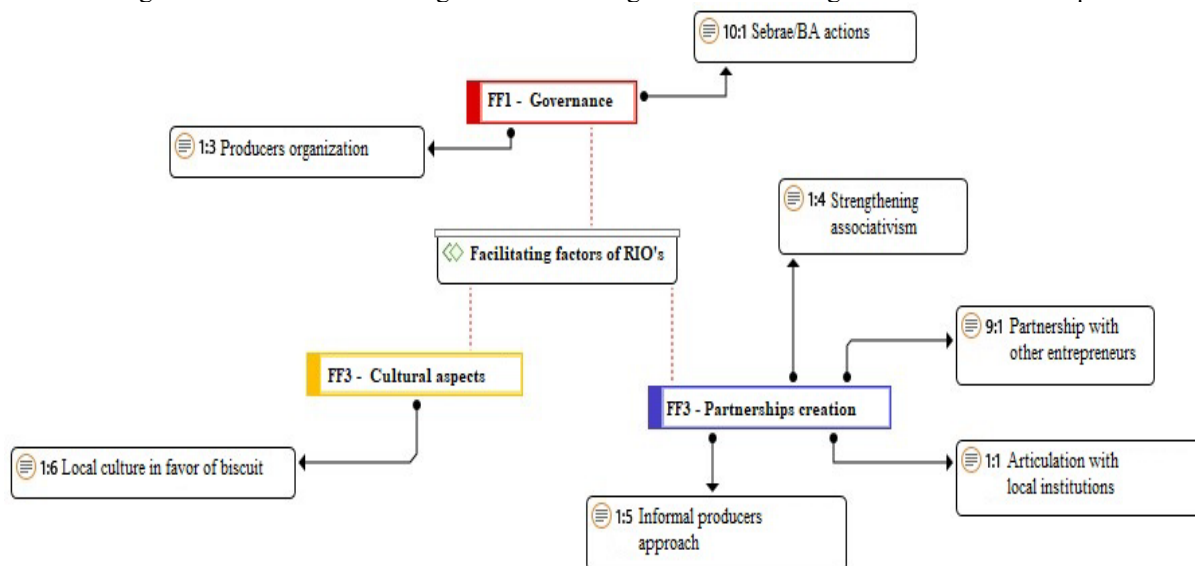 10:1 Sebrae/BA actions
FF1 - Governance
1:3 Producers organization
1:4 Strengthening
associativism
Facilitating factors of RIO's
9:1 Partnership with
other entrepreneurs
FF3 - Cultural aspects
FF3 - Partnerships creation
1:6 Local culture in favor of biscuit
1:1 Articulation with
local institutions
1:5 Informal producers
approach